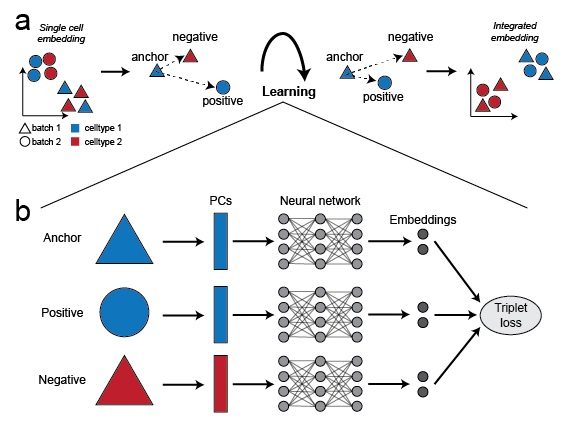 a
Single cell
embedding
batch 1 celltype 1
batch 2 celltype 2
negative
anchor
positive
Learning
negative
anchor
positive
Integrated
embedding
b
PCs Neural network Embeddings
Anchor
Positive
Negative
Triplet
loss